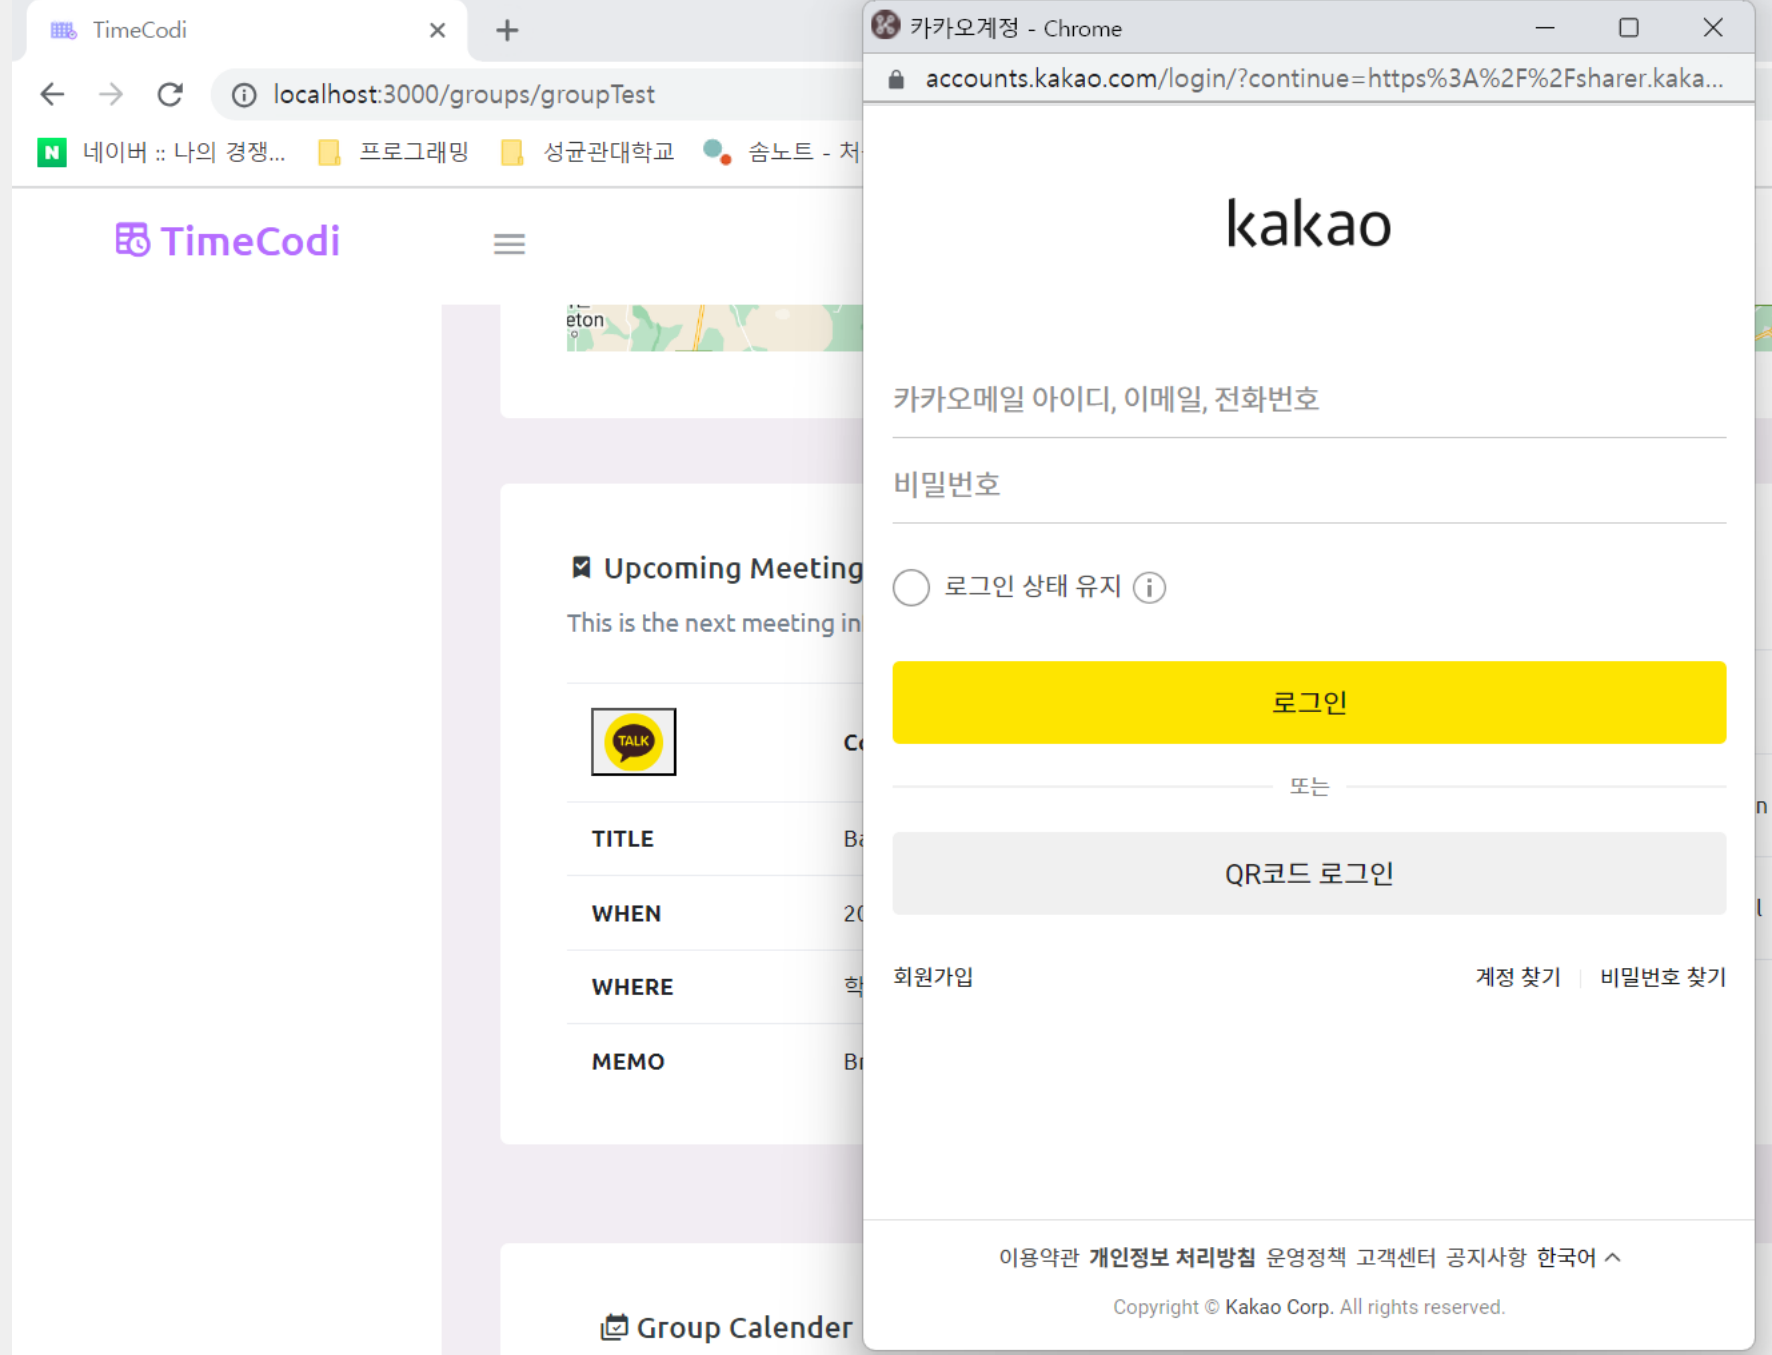 TimeCodi
localhost:3000/groups/groupTest
네이버 :: 나의 경쟁...
프로그래밍
성균관대학교
솜노트 - 처
TimeCodi
eton
Upcoming Meeting
This is the next meeting in
TALK
TITLE
WHEN
20
WHERE
학
MEMO
Group Calender
카카오계정 - Chrome
accounts.kakao.com/login/?continue=https%3A%2F%2Fsharer.kaka...
kakao
카카오메일 아이디, 이메일, 전화번호
비밀번호
로그인 상태 유지
로그인
또는
QR코드 로그인
회원가입
계정 찾기
비밀번호 찾기
이용약관 개인정보 처리방침 운영정책 고객센터 공지사항 한국어
Copyright © Kakao Corp. All rights reserved.